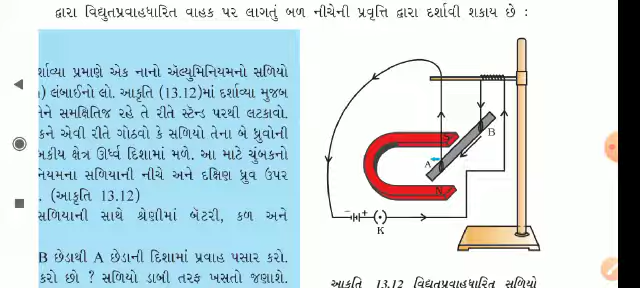 દ્વારા વિદ્યુતપ્રવાહધારિત વાહક પર લાગતું બળ નીચેની પ્રવૃત્તિ દ્વારા દર્શાવી શકાય છે :
ર્શાવ્યા પ્રમાણે એક નાનો ઍલ્યુમિનિયમનો સળિયો
) લંબાઈનો લો. આકૃતિ (13.12)માં દર્શાવ્યા મુજબ
તેને સમક્ષિતિજ રહે તે રીતે સ્ટૅન્ડ પરથી લટકાવો.
કને એવી રીતે ગોઠવો કે સળિયો તેના બે ધ્રુવોની
બકીય ક્ષેત્ર ઊર્ધ્વ દિશામાં મળે. આ માટે ચુંબકનો
નિયમના સળિયાની નીચે અને દક્ષિણ ધ્રુવ ઉપર
. (આકૃતિ 13.12)
સળિયાની સાથે શ્રેણીમાં બૅટરી, કળ અને
B છેડાથી A છેડાની દિશામાં પ્રવાહ પસાર કરો.
કરો છો ? સળિયો ડાબી તરફ ખસતો જણાશે.
S
B
A
N
− +
K
આકૃતિ 13.12 વિદ્યુતપ્રવાહધારિત સળિયો